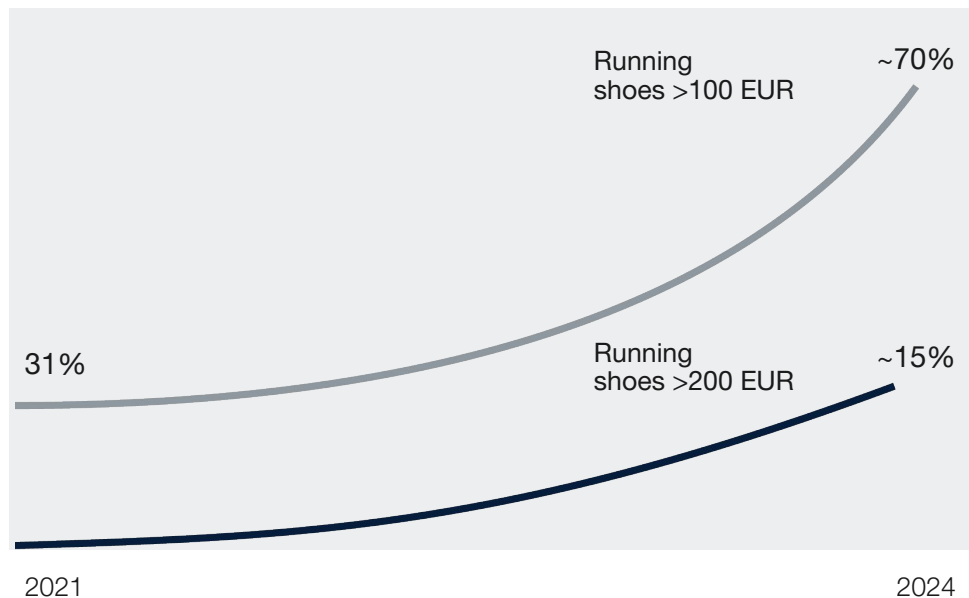 Running
shoes >100 EUR
~70%
31%
Running
shoes >200 EUR
~15%
2021
2024